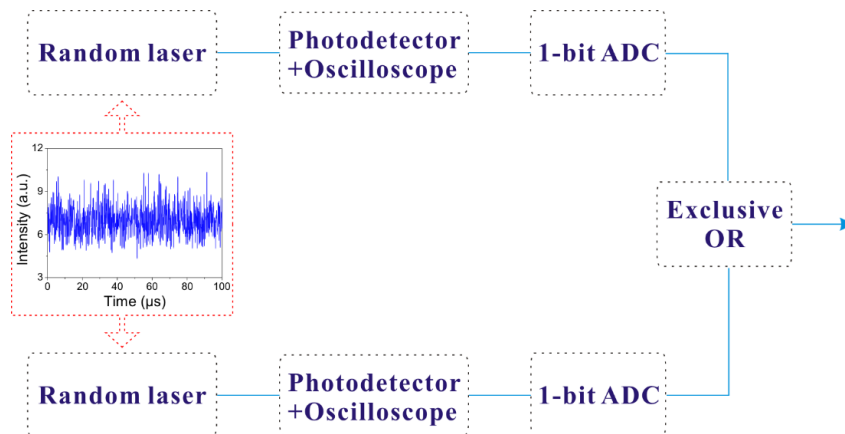 Random laser
Photodetector
+Oscilloscope
1-bit ADC
12
9
6
3
Intensity (a.u.)
0 20 40 60 80 100
Time (µs)
Exclusive
OR
Random laser
Photodetector
+Oscilloscope
1-bit ADC